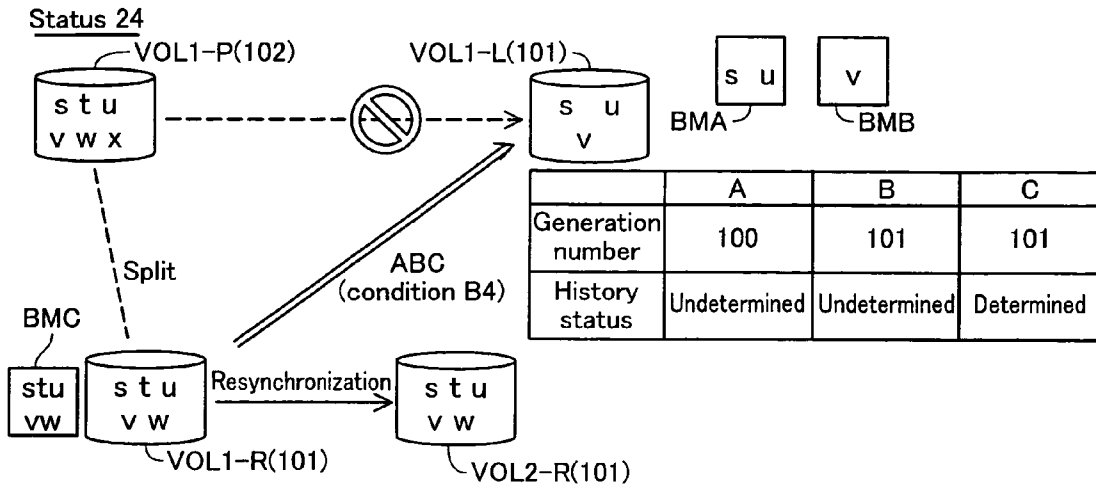 Status 24
VOL1-P(102)
VOL1-L(101)
s t u
v w x
s u
v
s u
v
BMA
BMB
A B C
Generation number 100 101 101
History status Undetermined Undetermined Determined
Split
ABC
(condition B4)
BMC
stu
vw
s t u
v w
Resynchronization
s t u
v w
VOL1-R(101)
VOL2-R(101)